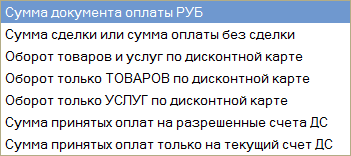 Сумма документа оплаты РУБ
Сумма сделки или сумма оплаты без сделки
Оборот товаров и услуг по дисконтной карте
Оборот только ТОВАРОВ по дисконтной карте
Оборот только УСЛУГ по дисконтной карте
Сумма принятых оплат на разрешенные счета ДС
Сумма принятых оплат только на текущий счет ДС